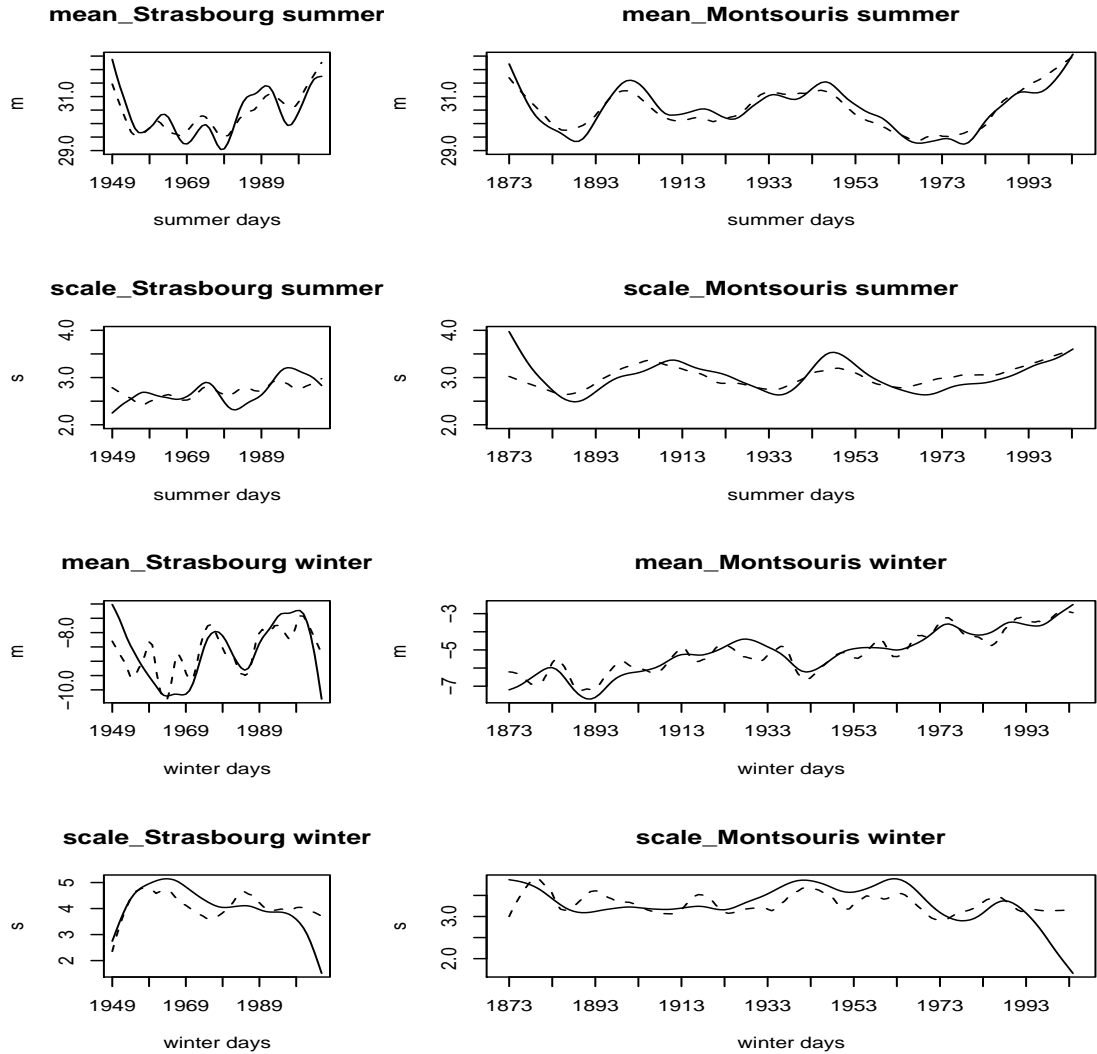 mean_Strasbourg summer
m
31.0
29.0
1949 1969 1989
summer days
mean_Montsouris summer
m
31.0
29.0
1873 1893 1913 1933 1953 1973 1993
summer days
scale_Strasbourg summer
s
4.0
3.0
2.0
1949 1969 1989
summer days
scale_Montsouris summer
s
4.0
3.0
2.0
1873 1893 1913 1933 1953 1973 1993
summer days
mean_Strasbourg winter
m
−8.0
−10.0
1949 1969 1989
winter days
mean_Montsouris winter
m
−3
−5
−7
1873 1893 1913 1933 1953 1973 1993
winter days
scale_Strasbourg winter
s
5
4
3
2
1949 1969 1989
winter days
scale_Montsouris winter
s
3.0
2.0
1873 1893 1913 1933 1953 1973 1993
winter days